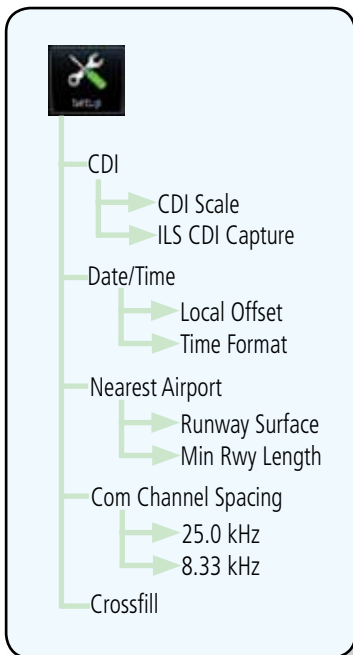 Setup
CDI
CDI Scale
ILS CDI Capture
Date/Time
Local Offset
Time Format
Nearest Airport
Runway Surface
Min Rwy Length
Com Channel Spacing
25.0 kHz
8.33 kHz
Crossfill